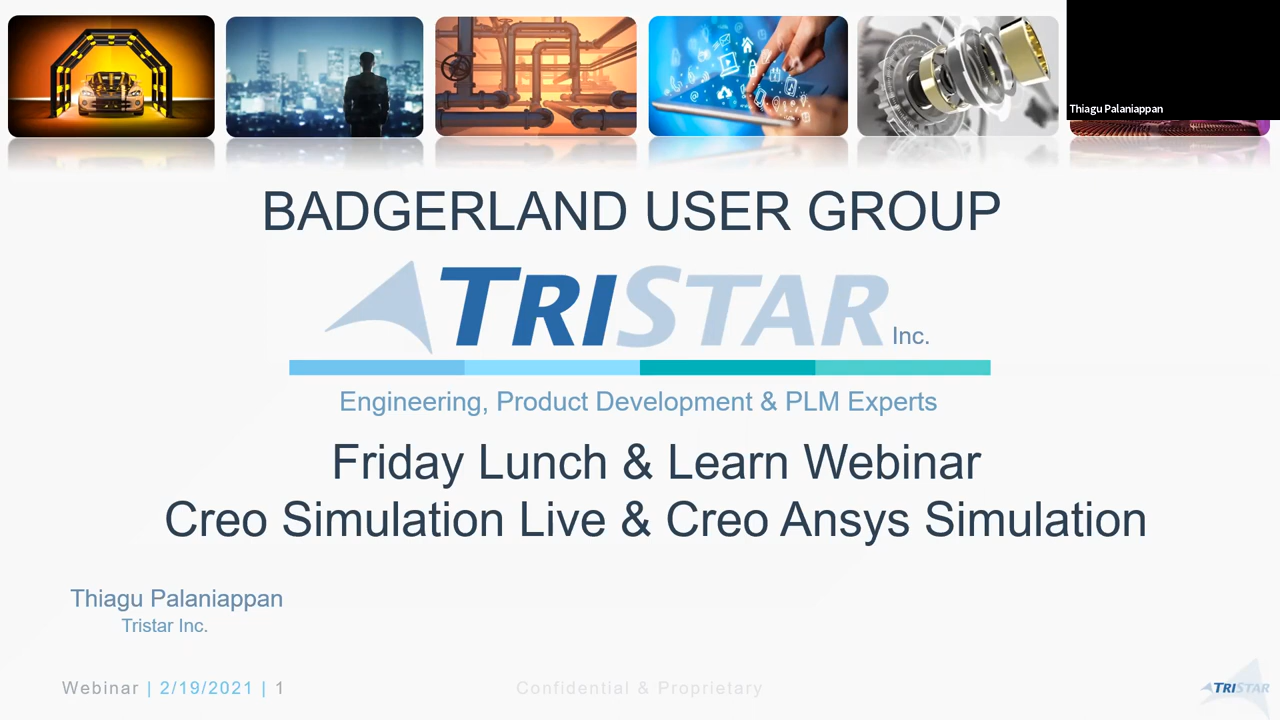 Thiagu Palaniappan
BADGERLAND USER GROUP
TRISTAR Inc.
Engineering, Product Development & PLM Experts
Friday Lunch & Learn Webinar
Creo Simulation Live & Creo Ansys Simulation
Thiagu Palaniappan
Tristar Inc.
Webinar | 2/19/2021 | 1
Confidential & Proprietary
TRISTAR